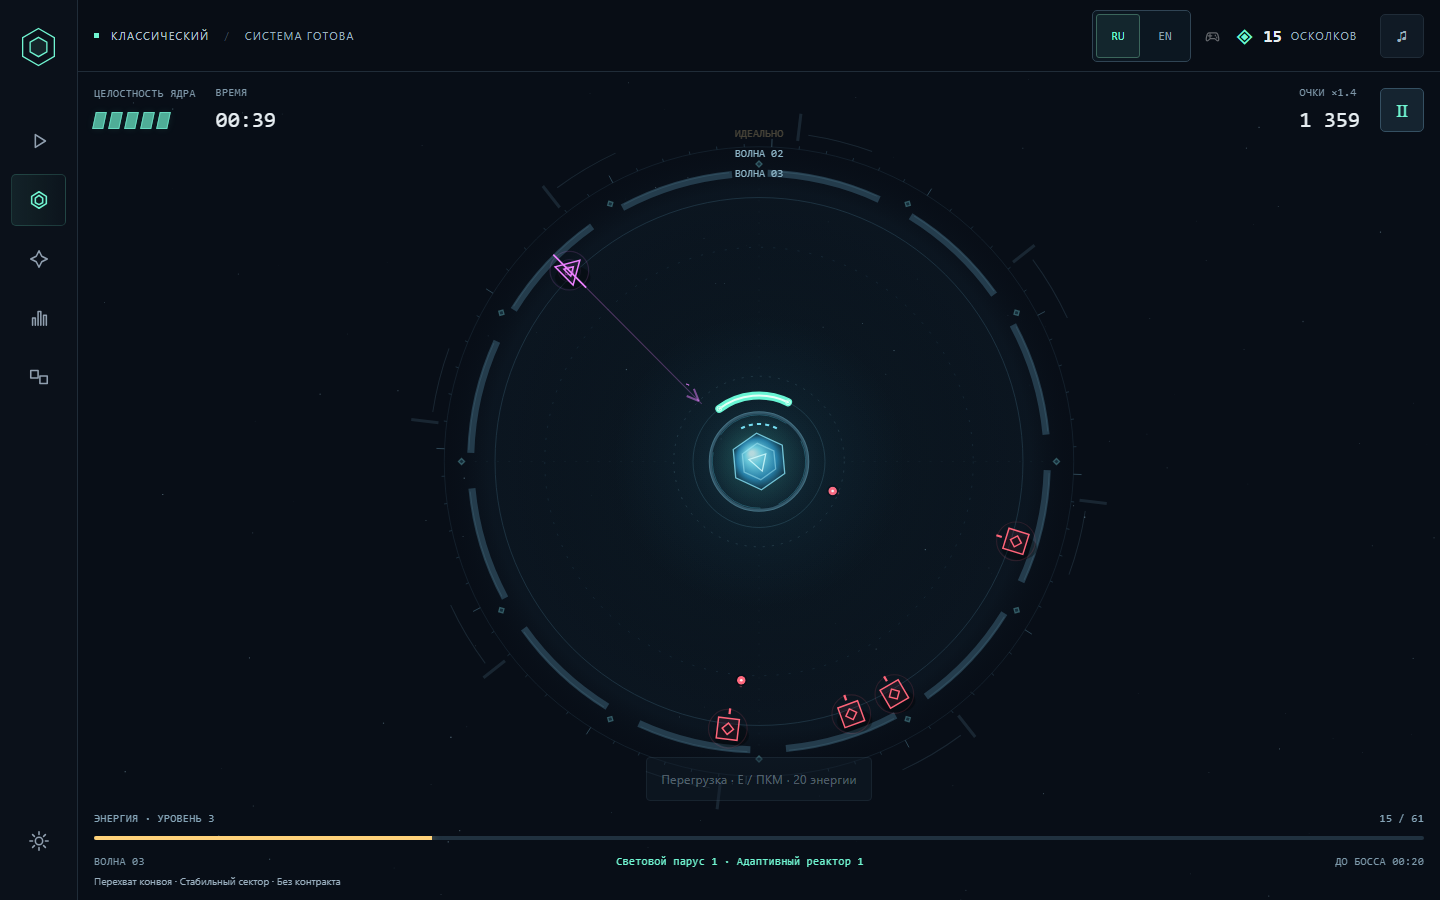 КЛАССИЧЕСКИЙ / СИСТЕМА ГОТОВА
RU EN
15 ОСКОЛКОВ
ЦЕЛОСТНОСТЬ ЯДРА
ВРЕМЯ
00:39
ОЧКИ ×1.4
1 359
ИДЕАЛЬНО
ВОЛНА 02
ВОЛНА 03
Перегрузка · E / ПКМ · 20 энергии
ЭНЕРГИЯ · УРОВЕНЬ 3
15 / 61
ВОЛНА 03
Световой парус 1 · Адаптивный реактор 1
ДО БОССА 00:20
Перехват конвоя · Стабильный сектор · Без контракта